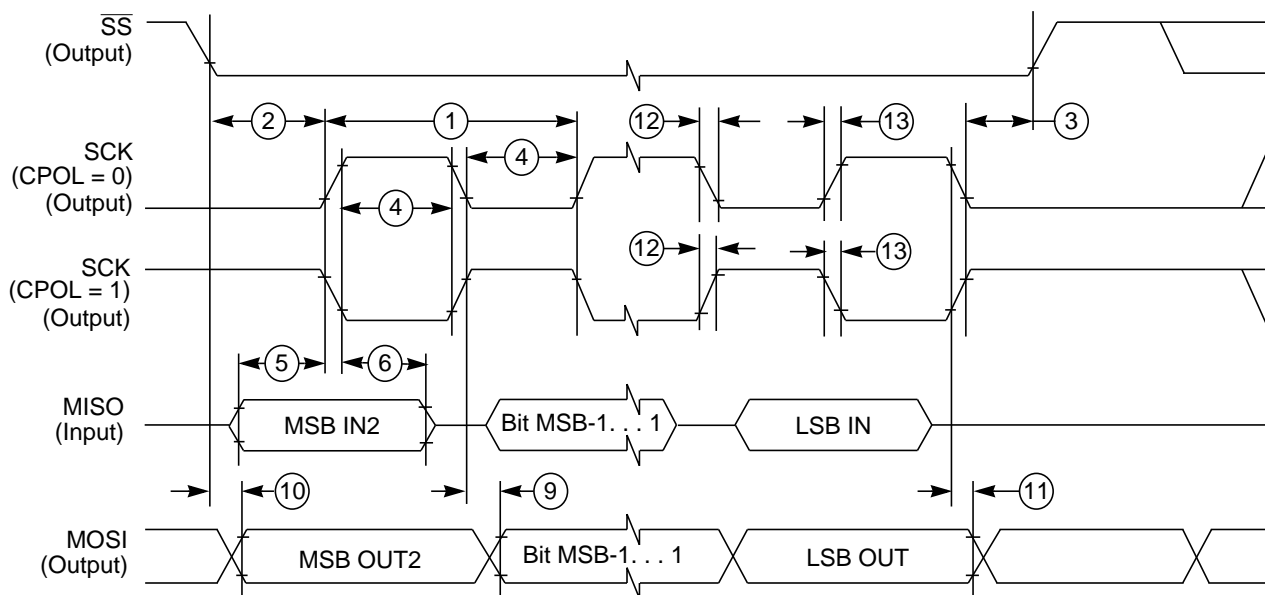 SS
(Output)
2
1
12
13
3
SCK
(CPOL = 0)
(Output)
4
4
12
13
SCK
(CPOL = 1)
(Output)
5
6
MISO
(Input)
MSB IN2
Bit MSB-1. . . 1
LSB IN
10
9
11
MOSI
(Output)
MSB OUT2
Bit MSB-1. . . 1
LSB OUT